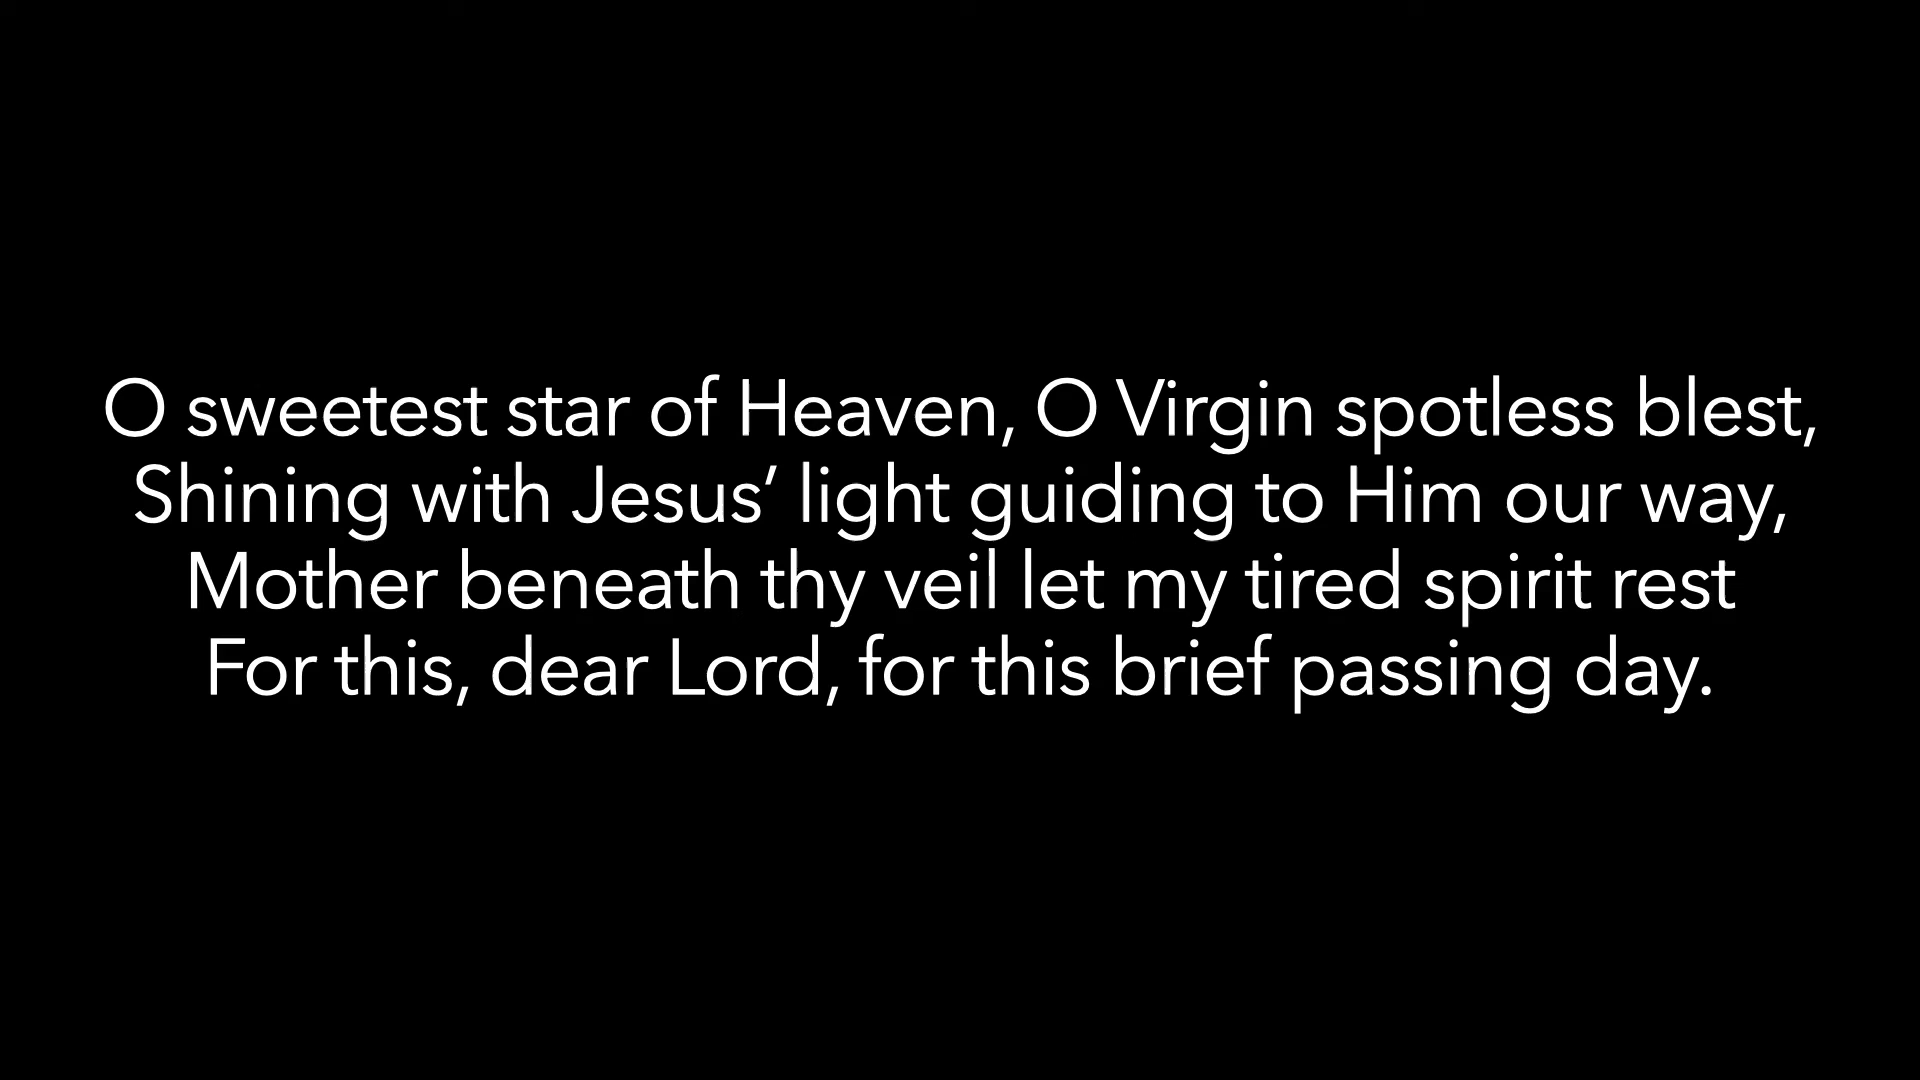 O sweetest star of Heaven, O Virgin spotless blest,
Shining with Jesus’ light guiding to Him our way,
Mother beneath thy veil let my tired spirit rest
For this, dear Lord, for this brief passing day.